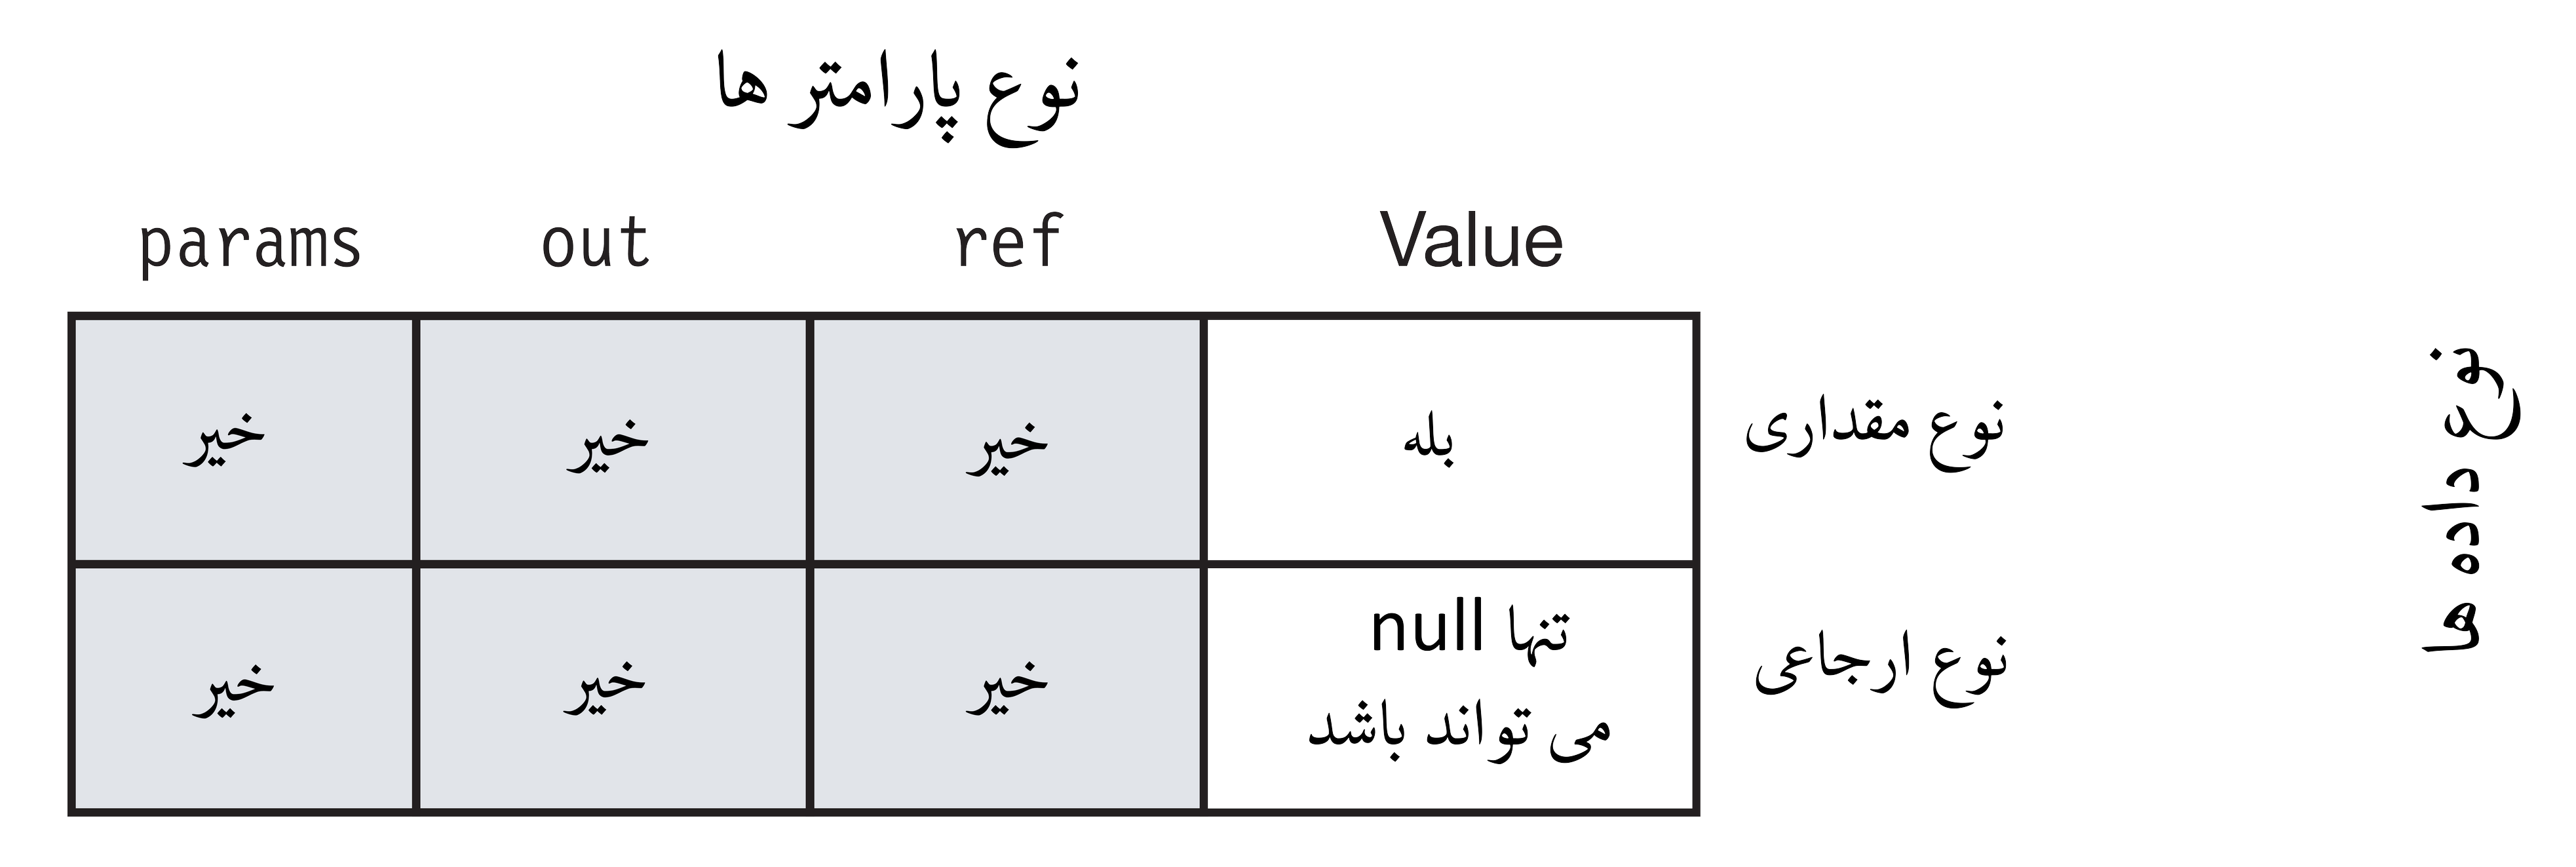 نوع پارامتر ها
Value ref out params
نوع داده ها
نوع مقداری بله خیر خیر خیر
نوع ارجاعی تنها null می تواند باشد خیر خیر خیر